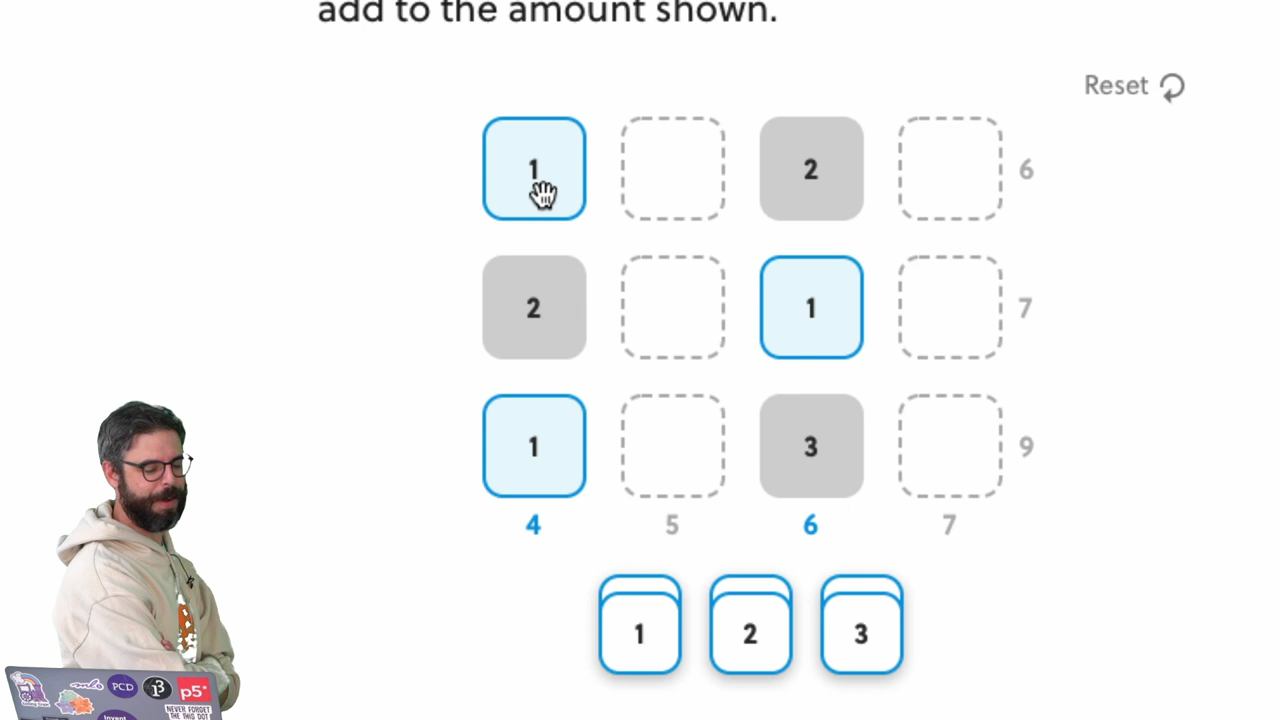 add to the amount shown.
Reset
1 2 6
2 1 7
1 3 9
4 5 6 7
1 2 3
PCD
p5*
NEVER FORGET
THE THIS DOT